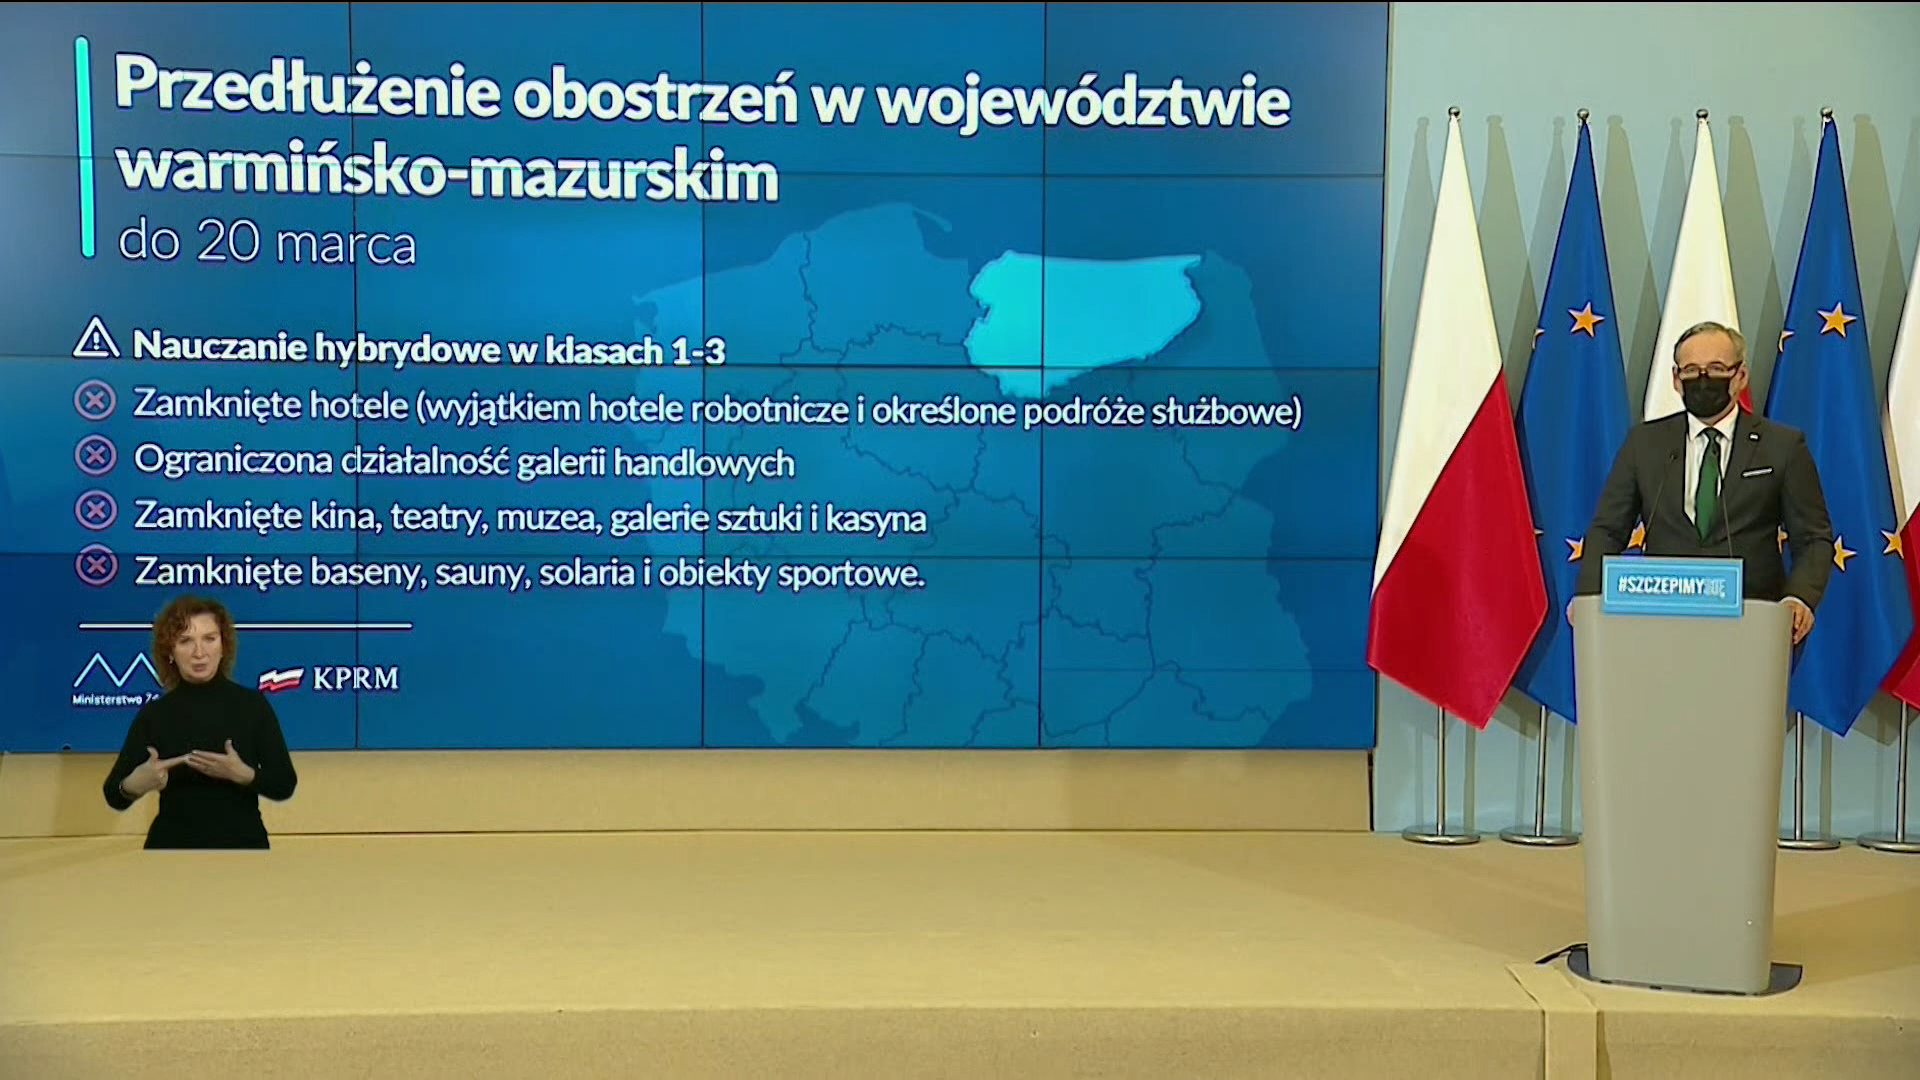 Przedłużenie obostrzeń w województwie
warmińsko-mazurskim
do 20 marca
Nauczanie hybrydowe w klasach 1-3
Zamknięte hotele (wyjątkiem hotele robotnicze i określone podróże służbowe)
Ograniczona działalność galerii handlowych
Zamknięte kina, teatry, muzea, galerie sztuki i kasyna
Zamknięte baseny, sauny, solaria i obiekty sportowe.
Ministerstwo
KPRM
#SZCZEPIMYSIĘ